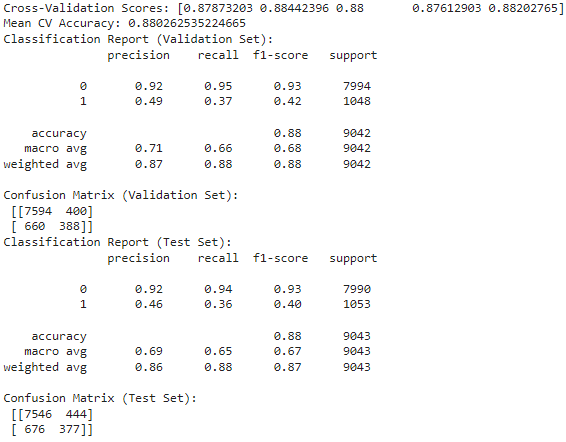 Cross-Validation Scores: [0.87873203 0.88442396 0.88       0.87612903 0.88202765]
Mean CV Accuracy: 0.880262535224665
Classification Report (Validation Set):
              precision    recall  f1-score   support
           0       0.92      0.95      0.93      7994
           1       0.49      0.37      0.42      1048
    accuracy                           0.88      9042
   macro avg       0.71      0.66      0.68      9042
weighted avg       0.87      0.88      0.88      9042
Confusion Matrix (Validation Set):
 [[7594  400]
 [ 660  388]]
Classification Report (Test Set):
              precision    recall  f1-score   support
           0       0.92      0.94      0.93      7990
           1       0.46      0.36      0.40      1053
    accuracy                           0.88      9043
   macro avg       0.69      0.65      0.67      9043
weighted avg       0.86      0.88      0.87      9043
Confusion Matrix (Test Set):
 [[7546  444]
 [ 676  377]]